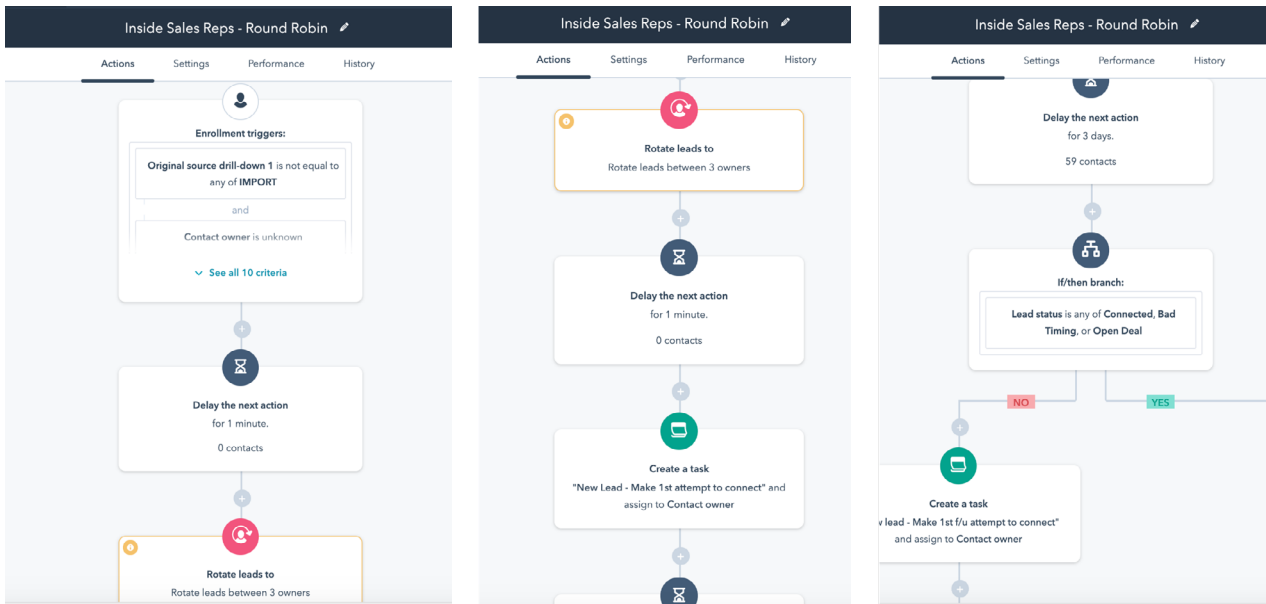 Inside Sales Reps - Round Robin
Actions
Settings
Performance
History
Enrollment triggers:
Original source drill-down 1 is not equal to
any of IMPORT
and
Contact owner is unknown
See all 10 criteria
Delay the next action
for 1 minute.
0 contacts
Rotate leads to
Rotate leads between 3 owners
Inside Sales Reps - Round Robin
Actions
Settings
Performance
History
Rotate leads to
Rotate leads between 3 owners
Delay the next action
for 1 minute.
0 contacts
Create a task
"New Lead - Make 1st attempt to connect" and
assign to Contact owner
Inside Sales Reps - Round Robin
Actions
Settings
Performance
History
Delay the next action
for 3 days.
59 contacts
If/then branch:
Lead status is any of Connected, Bad
Timing, or Open Deal
NO
YES
Create a task
lead - Make 1st f/u attempt to connect"
and assign to Contact owner